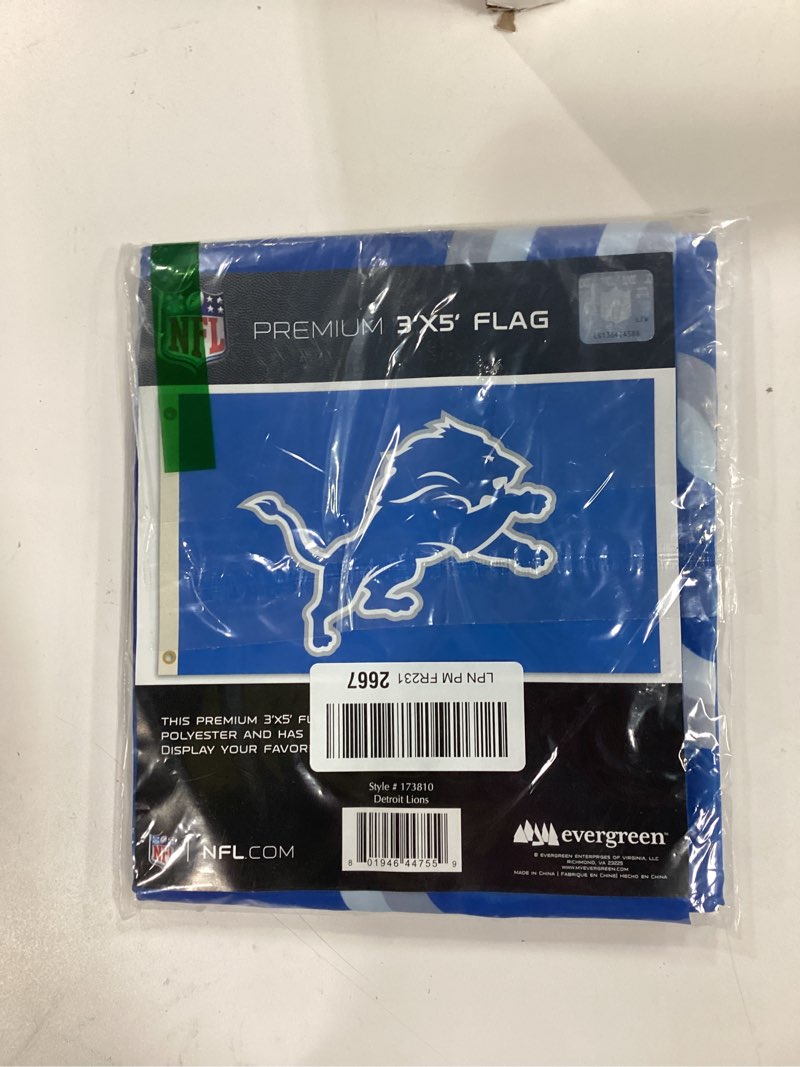 NFL
PREMIUM 3'X5' FLAG
LPN PM FR231 2667
THIS PREMIUM 3'X5' FL
POLYESTER AND HAS
DISPLAY YOUR FAVOR
Style # 173810
Detroit Lions
8 01946 44755 9
NFL.COM
evergreen™
© EVERGREEN ENTERPRISES OF VIRGINIA, LLC
RICHMOND, VA 23225
WWW.MYEVERGREEN.COM
MADE IN CHINA | FABRIQUE EN CHINE| HECHO EN CHINA